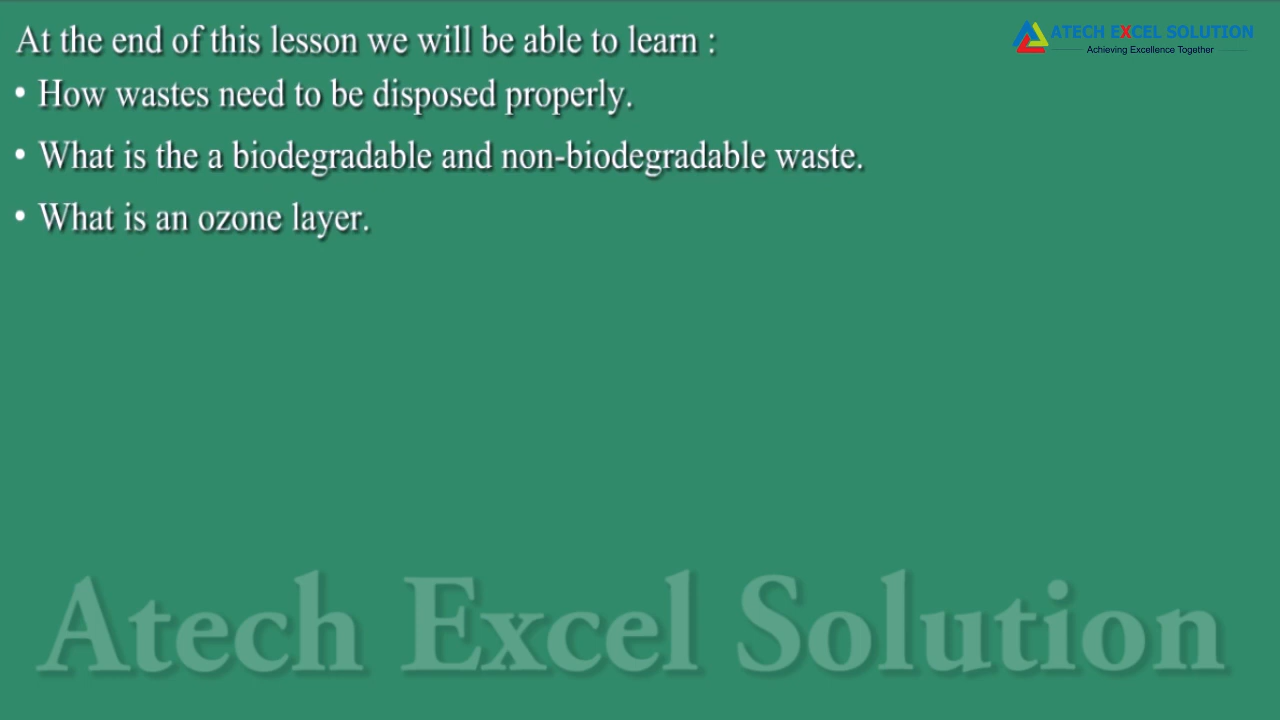 At the end of this lesson we will be able to learn :
ATECH EXCEL SOLUTION
Achieving Excellence Together
• How wastes need to be disposed properly.
• What is the a biodegradable and non-biodegradable waste.
• What is an ozone layer.
Atech Excel Solution